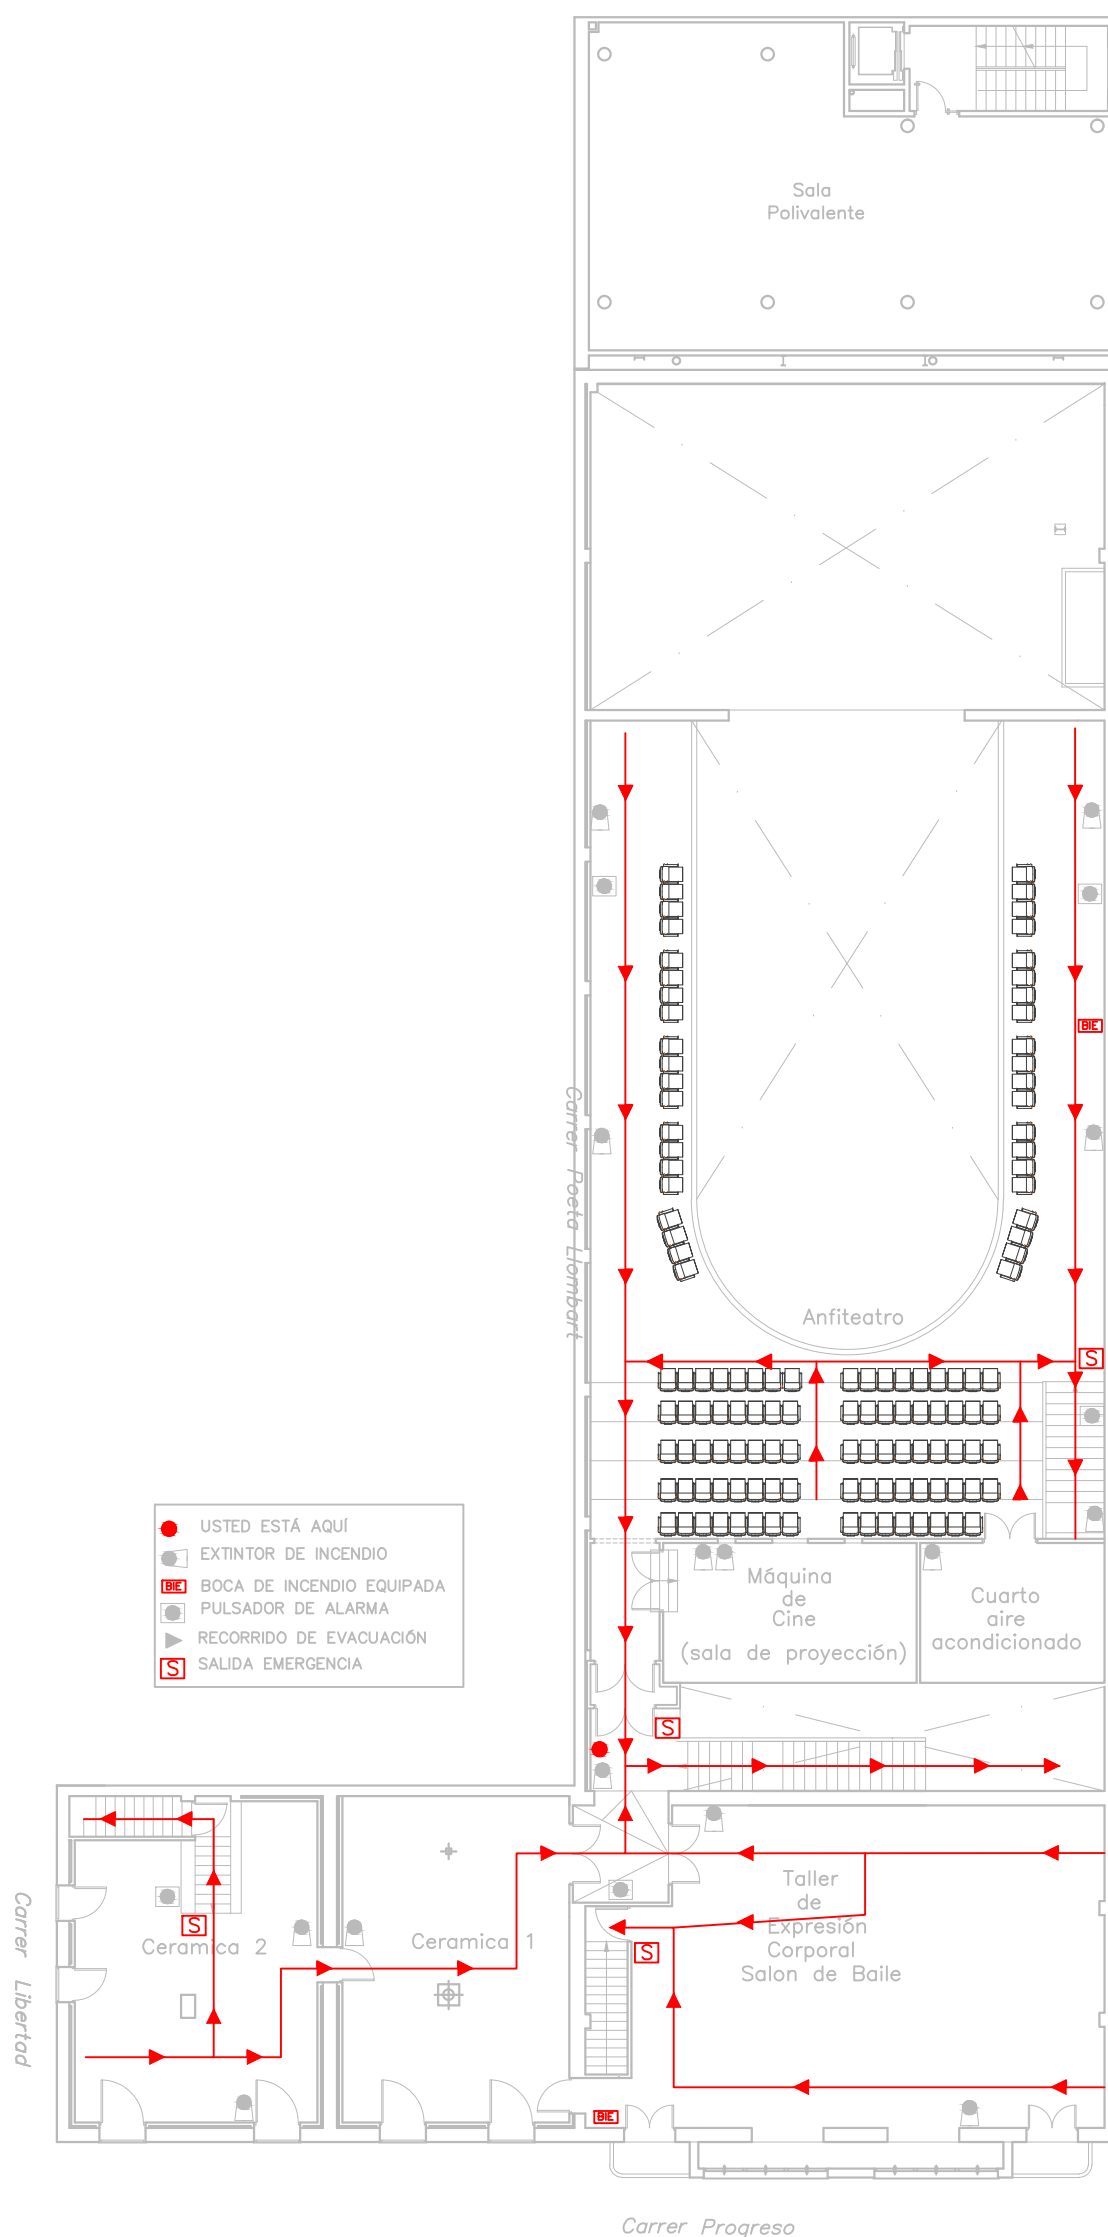 Sala
Polivalente
BIE
Carrer Poeta Llombart
Anfiteatro
S
USTED ESTÁ AQUÍ
EXTINTOR DE INCENDIO
BIE BOCA DE INCENDIO EQUIPADA
PULSADOR DE ALARMA
RECORRIDO DE EVACUACIÓN
S SALIDA EMERGENCIA
Máquina
de
Cine
(sala de proyección)
Cuarto
aire
acondicionado
S
Carrer Libertad
S
Ceramica 2
Ceramica 1
S
Taller
de
Expresión
Corporal
Salon de Baile
BIE
Carrer Progreso